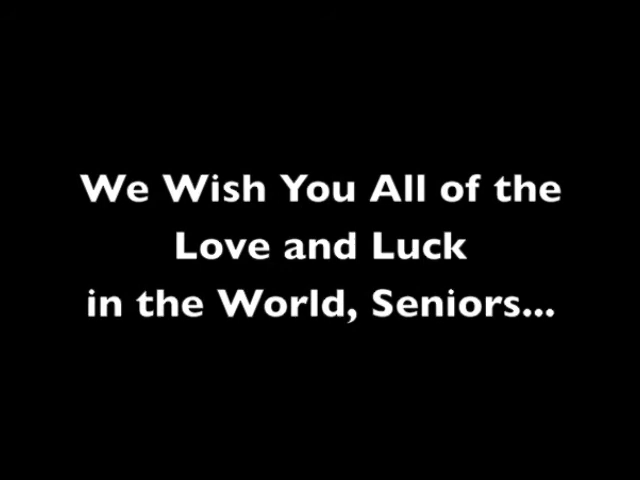 We Wish You All of the
Love and Luck
in the World, Seniors...